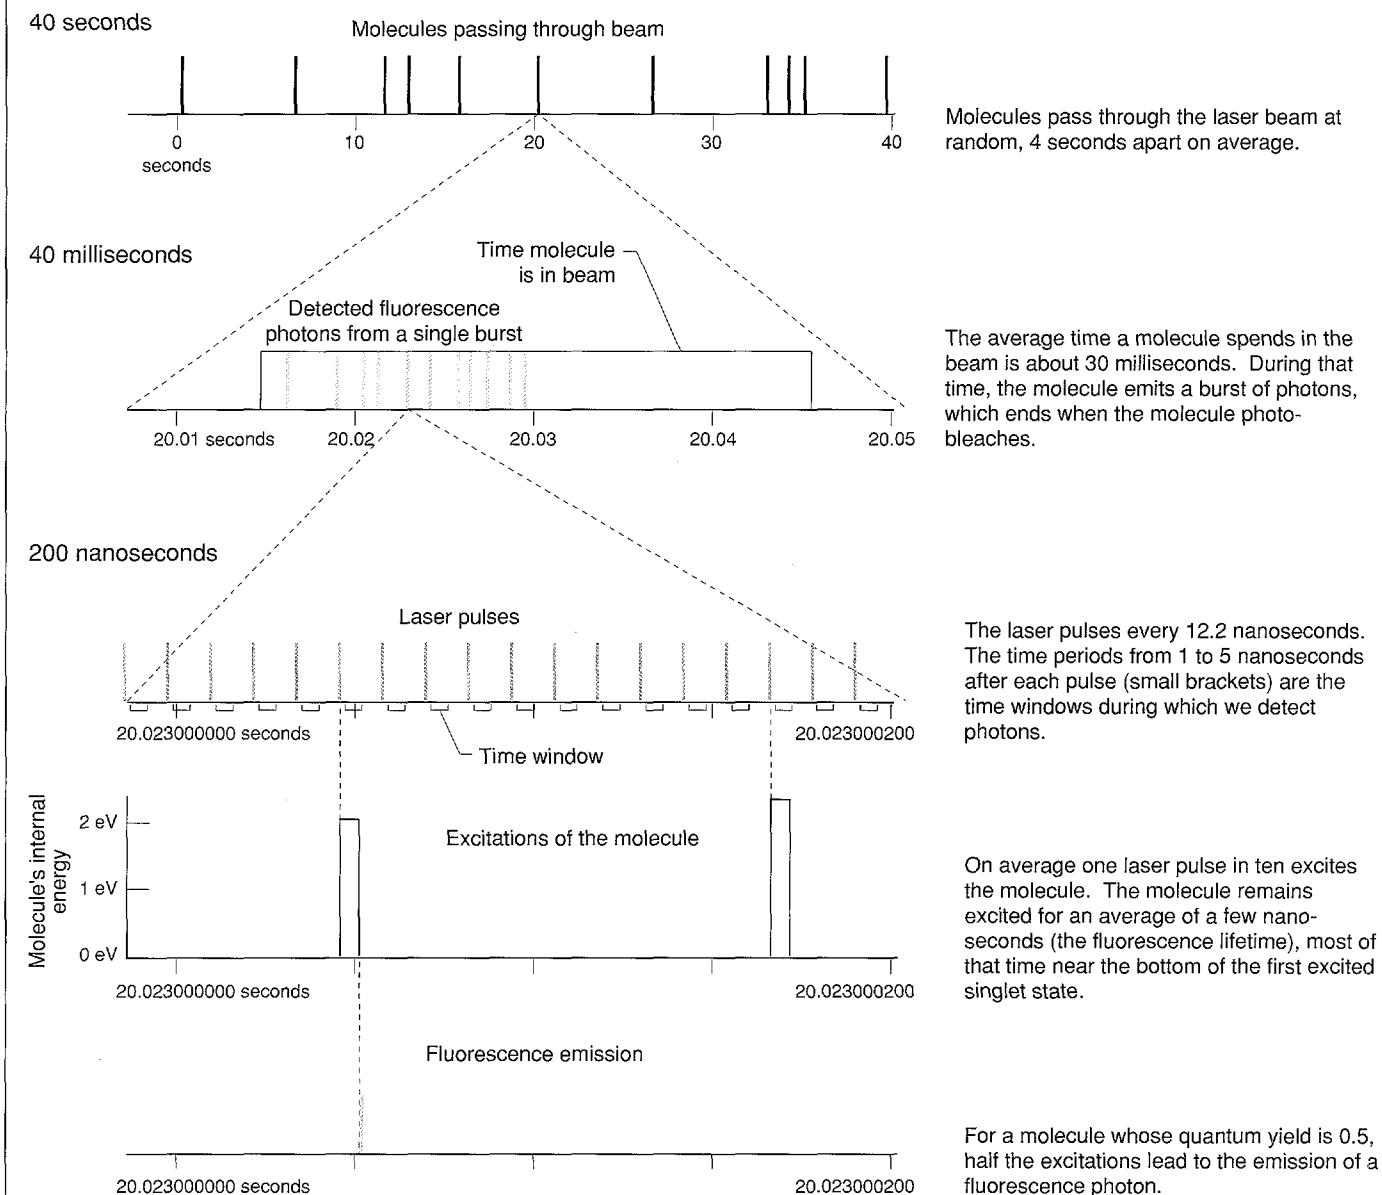 40 seconds
Molecules passing through beam
0 10 20 30 40
seconds
Molecules pass through the laser beam at
random, 4 seconds apart on average.
40 milliseconds
Time molecule
is in beam
Detected fluorescence
photons from a single burst
20.01 seconds 20.02 20.03 20.04 20.05
The average time a molecule spends in the
beam is about 30 milliseconds. During that
time, the molecule emits a burst of photons,
which ends when the molecule photo-
bleaches.
200 nanoseconds
Laser pulses
20.023000000 seconds 20.023000200
Time window
The laser pulses every 12.2 nanoseconds.
The time periods from 1 to 5 nanoseconds
after each pulse (small brackets) are the
time windows during which we detect
photons.
Molecule's internal
energy
2 eV
1 eV
0 eV
Excitations of the molecule
20.023000000 seconds 20.023000200
On average one laser pulse in ten excites
the molecule. The molecule remains
excited for an average of a few nano-
seconds (the fluorescence lifetime), most of
that time near the bottom of the first excited
singlet state.
Fluorescence emission
20.023000000 seconds 20.023000200
For a molecule whose quantum yield is 0.5,
half the excitations lead to the emission of a
fluorescence photon.